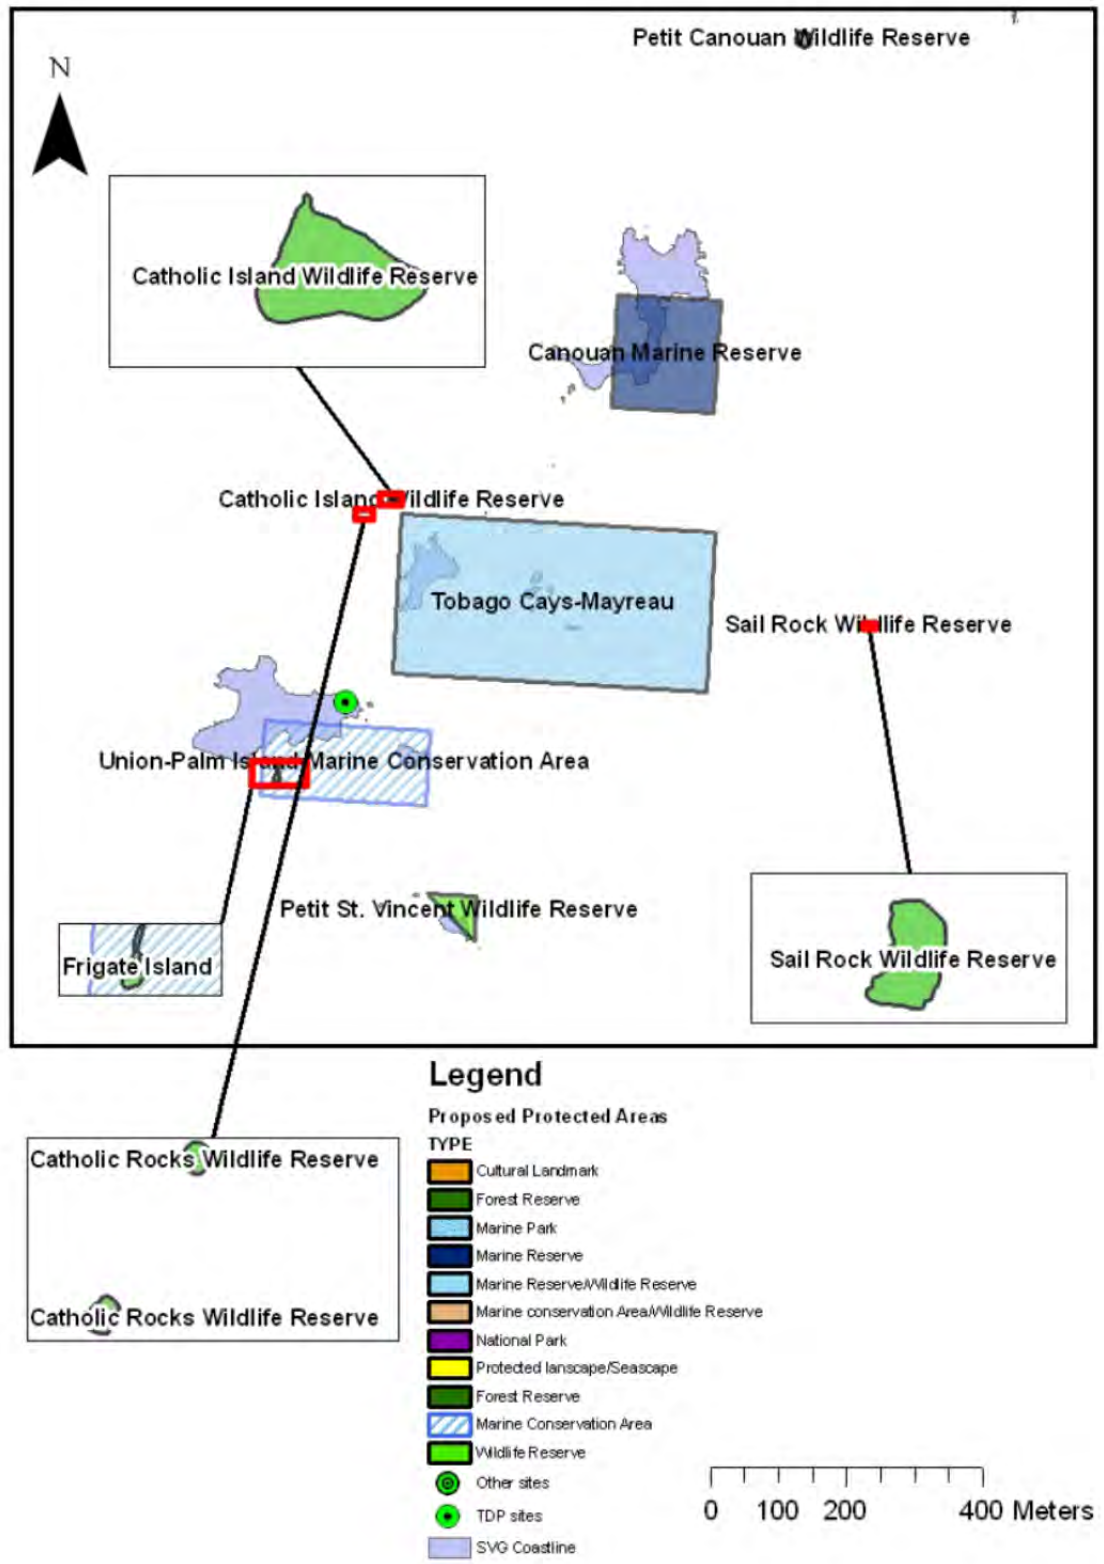 Petit Canouan Wildlife Reserve
N
Catholic Island Wildlife Reserve
Canouan Marine Reserve
Catholic Island Wildlife Reserve
Tobago Cays-Mayreau
Sail Rock Wildlife Reserve
Union-Palm Island Marine Conservation Area
Petit St. Vincent Wildlife Reserve
Frigate Island
Sail Rock Wildlife Reserve
Legend
Proposed Protected Areas
TYPE
Cultural Landmark
Forest Reserve
Marine Park
Marine Reserve
Marine Reserve/Wildlife Reserve
Marine conservation Area/Wildlife Reserve
National Park
Protected lanscape/Seascape
Forest Reserve
Marine Conservation Area
Wildlife Reserve
Other sites
TDP sites
SVG Coastline
Catholic Rocks Wildlife Reserve
Catholic Rocks Wildlife Reserve
0 100 200 400 Meters